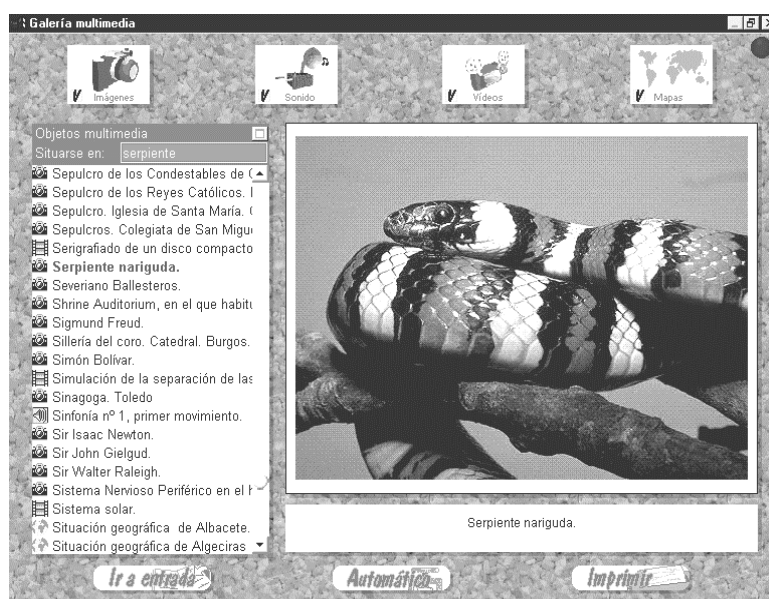 Galería multimedia
Imágenes
Sonido
Vídeos
Mapas
Objetos multimedia
Situarse en: serpiente
Sepulcro de los Condestables de
Sepulcro de los Reyes Católicos.
Sepulcro. Iglesia de Santa María.
Sepulcros. Colegiata de San Migu
Serigrafiado de un disco compacto
Serpiente nariguda.
Severiano Ballesteros.
Shrine Auditorium, en el que habitu
Sigmund Freud.
Sillería del coro. Catedral. Burgos.
Simón Bolívar.
Simulación de la separación de las
Sinagoga. Toledo
Sinfonía nº 1, primer movimiento.
Sir Isaac Newton.
Sir John Gielgud.
Sir Walter Raleigh.
Sistema Nervioso Periférico en el
Sistema solar.
Situación geográfica de Albacete.
Situación geográfica de Algeciras
Serpiente nariguda.
Ir a entrada
Automático
Imprimir